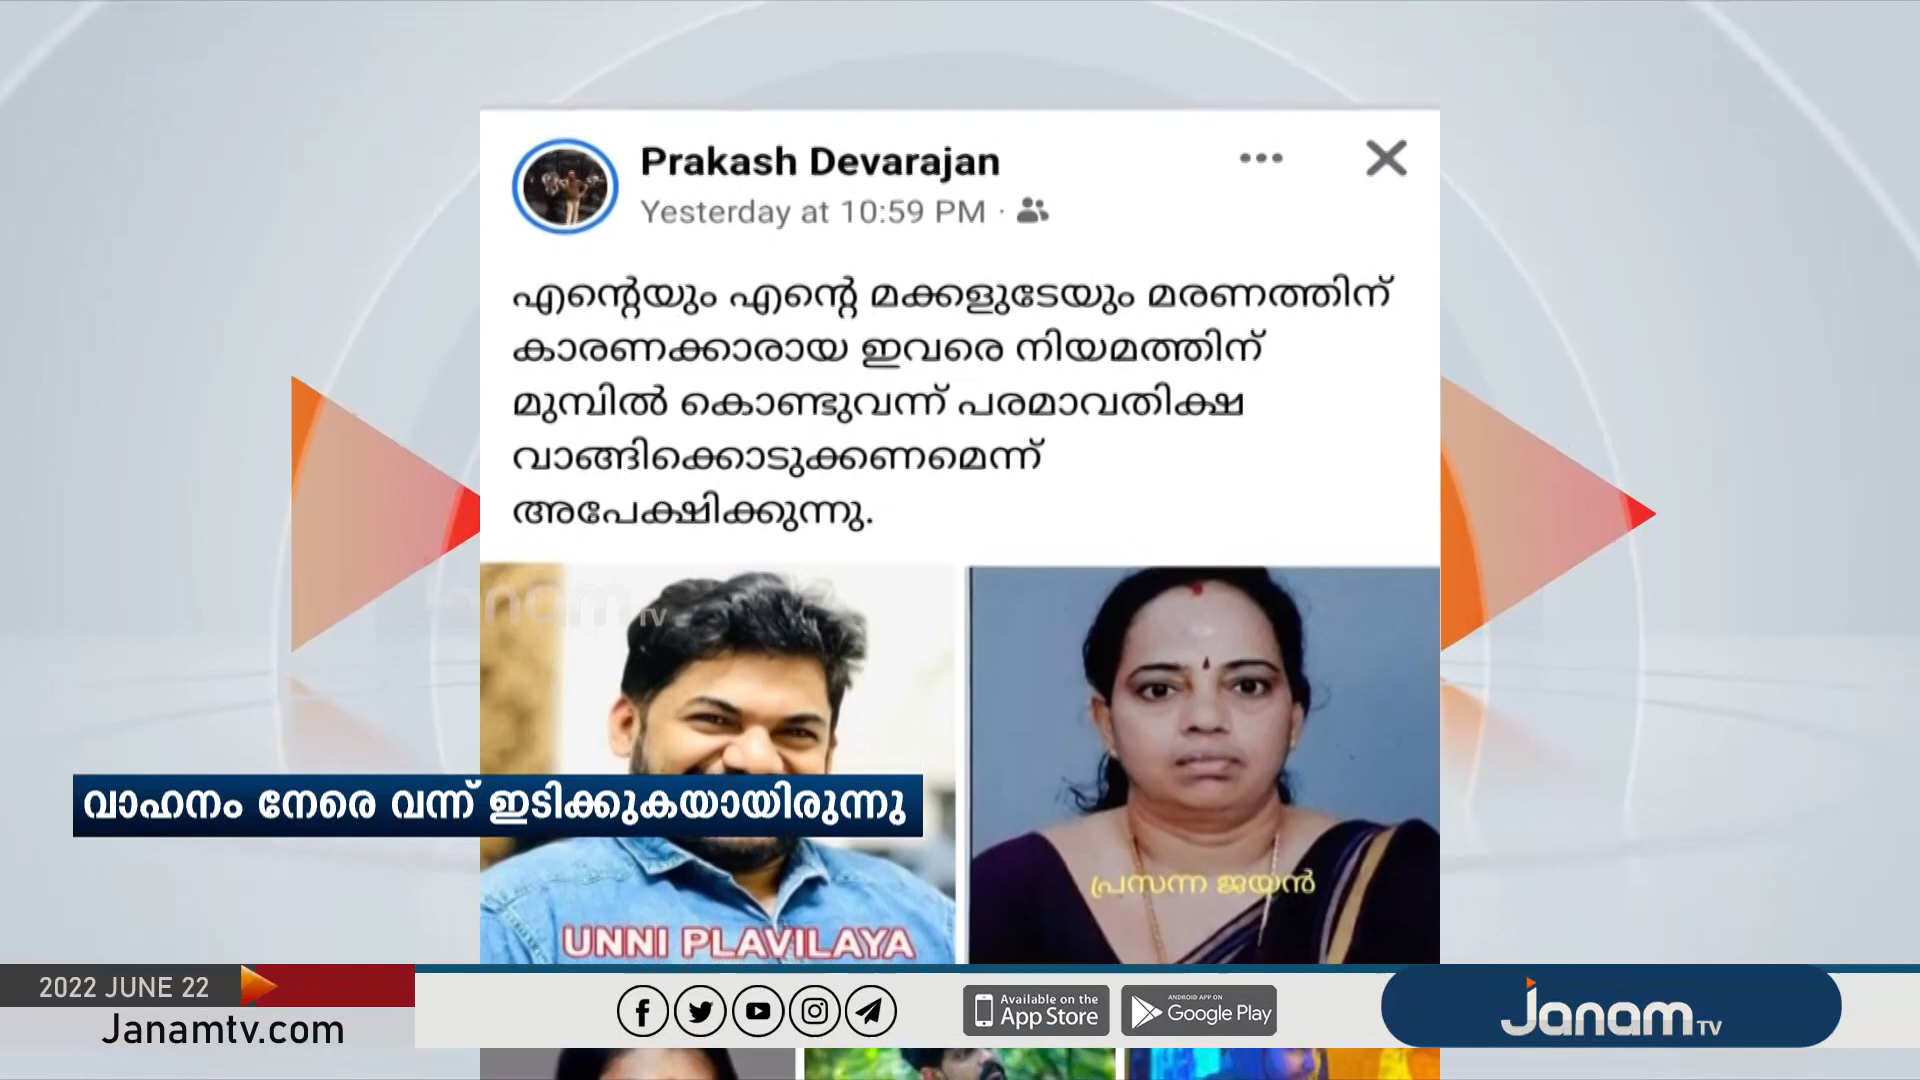 Prakash Devarajan
Yesterday at 10:59 PM ·
എന്റെയും എന്റെ മക്കളുടേയും മരണത്തിന്
കാരണക്കാരായ ഇവരെ നിയമത്തിന്
മുമ്പിൽ കൊണ്ടുവന്ന് പരമാവതിക്ഷ
വാങ്ങിക്കൊടുക്കണമെന്ന്
അപേക്ഷിക്കുന്നു.
Janam TV
വാഹനം നേരെ വന്ന് ഇടിക്കുകയായിരുന്നു
പ്രസന്ന ജയൻ
UNNI PLAVILAYA
2022 JUNE 22
Janamtv.com
Available on the
App Store
ANDROID APP ON
Google Play
Janam TV